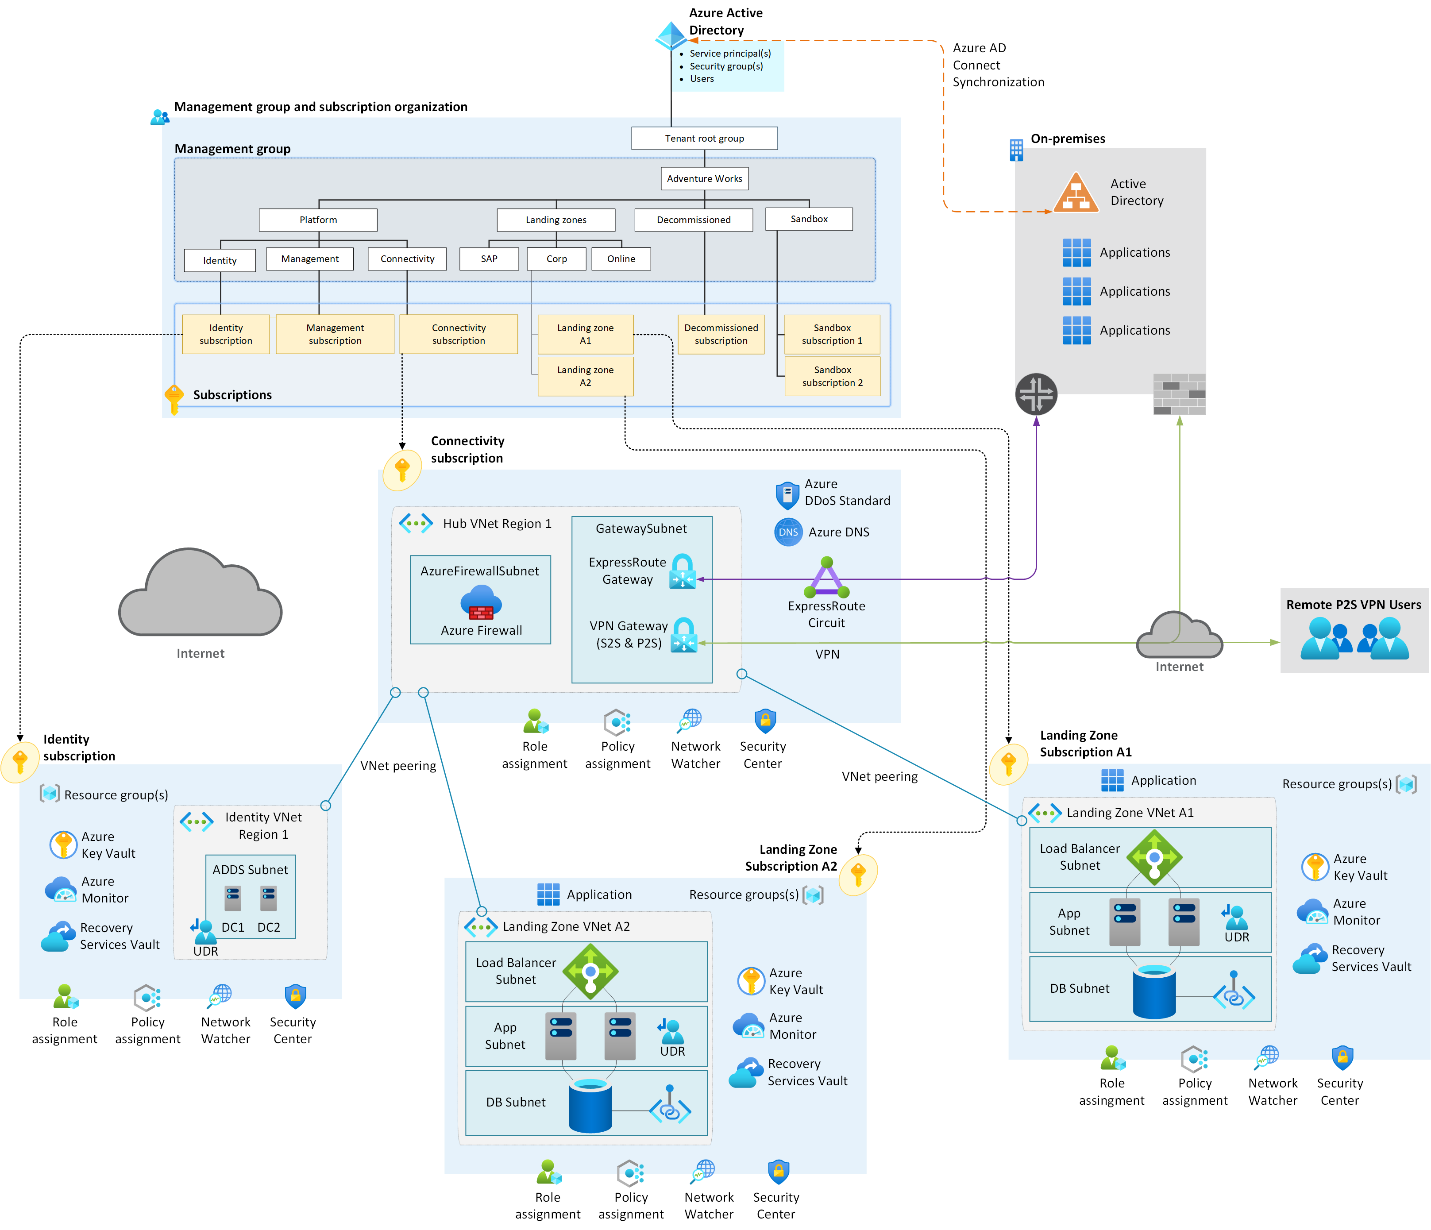 Azure Active
Directory
Service principal(s)
Security group(s)
Users
Azure AD
Connect
Synchronization
Management group and subscription organization
Tenant root group
Management group
Adventure Works
Platform
Landing zones
Decommissioned
Sandbox
Identity
Management
Connectivity
SAP
Corp
Online
Identity
subscription
Management
subscription
Connectivity
subscription
Landing zone
A1
Landing zone
A2
Decommissioned
subscription
Sandbox
subscription 1
Sandbox
subscription 2
Subscriptions
On-premises
Active
Directory
Applications
Applications
Applications
Connectivity
subscription
Azure
DDoS Standard
DNS
Azure DNS
Hub VNet Region 1
AzureFirewallSubnet
Azure Firewall
GatewaySubnet
ExpressRoute
Gateway
VPN Gateway
(S2S & P2S)
ExpressRoute
Circuit
VPN
Internet
Internet
Remote P2S VPN Users
Role
assignment
Policy
assignment
Network
Watcher
Security
Center
VNet peering
VNet peering
Identity
subscription
Resource group(s)
Azure
Key Vault
Azure
Monitor
Recovery
Services Vault
Identity VNet
Region 1
ADDS Subnet
DC1
DC2
UDR
Role
assignment
Policy
assignment
Network
Watcher
Security
Center
Landing Zone
Subscription A2
Application
Resource groups(s)
Landing Zone VNet A2
Load Balancer
Subnet
App
Subnet
UDR
DB Subnet
Azure
Key Vault
Azure
Monitor
Recovery
Services Vault
Role
assignment
Policy
assignment
Network
Watcher
Security
Center
Landing Zone
Subscription A1
Application
Resource groups(s)
Landing Zone VNet A1
Load Balancer
Subnet
App
Subnet
UDR
DB Subnet
Azure
Key Vault
Azure
Monitor
Recovery
Services Vault
Role
assignment
Policy
assignment
Network
Watcher
Security
Center